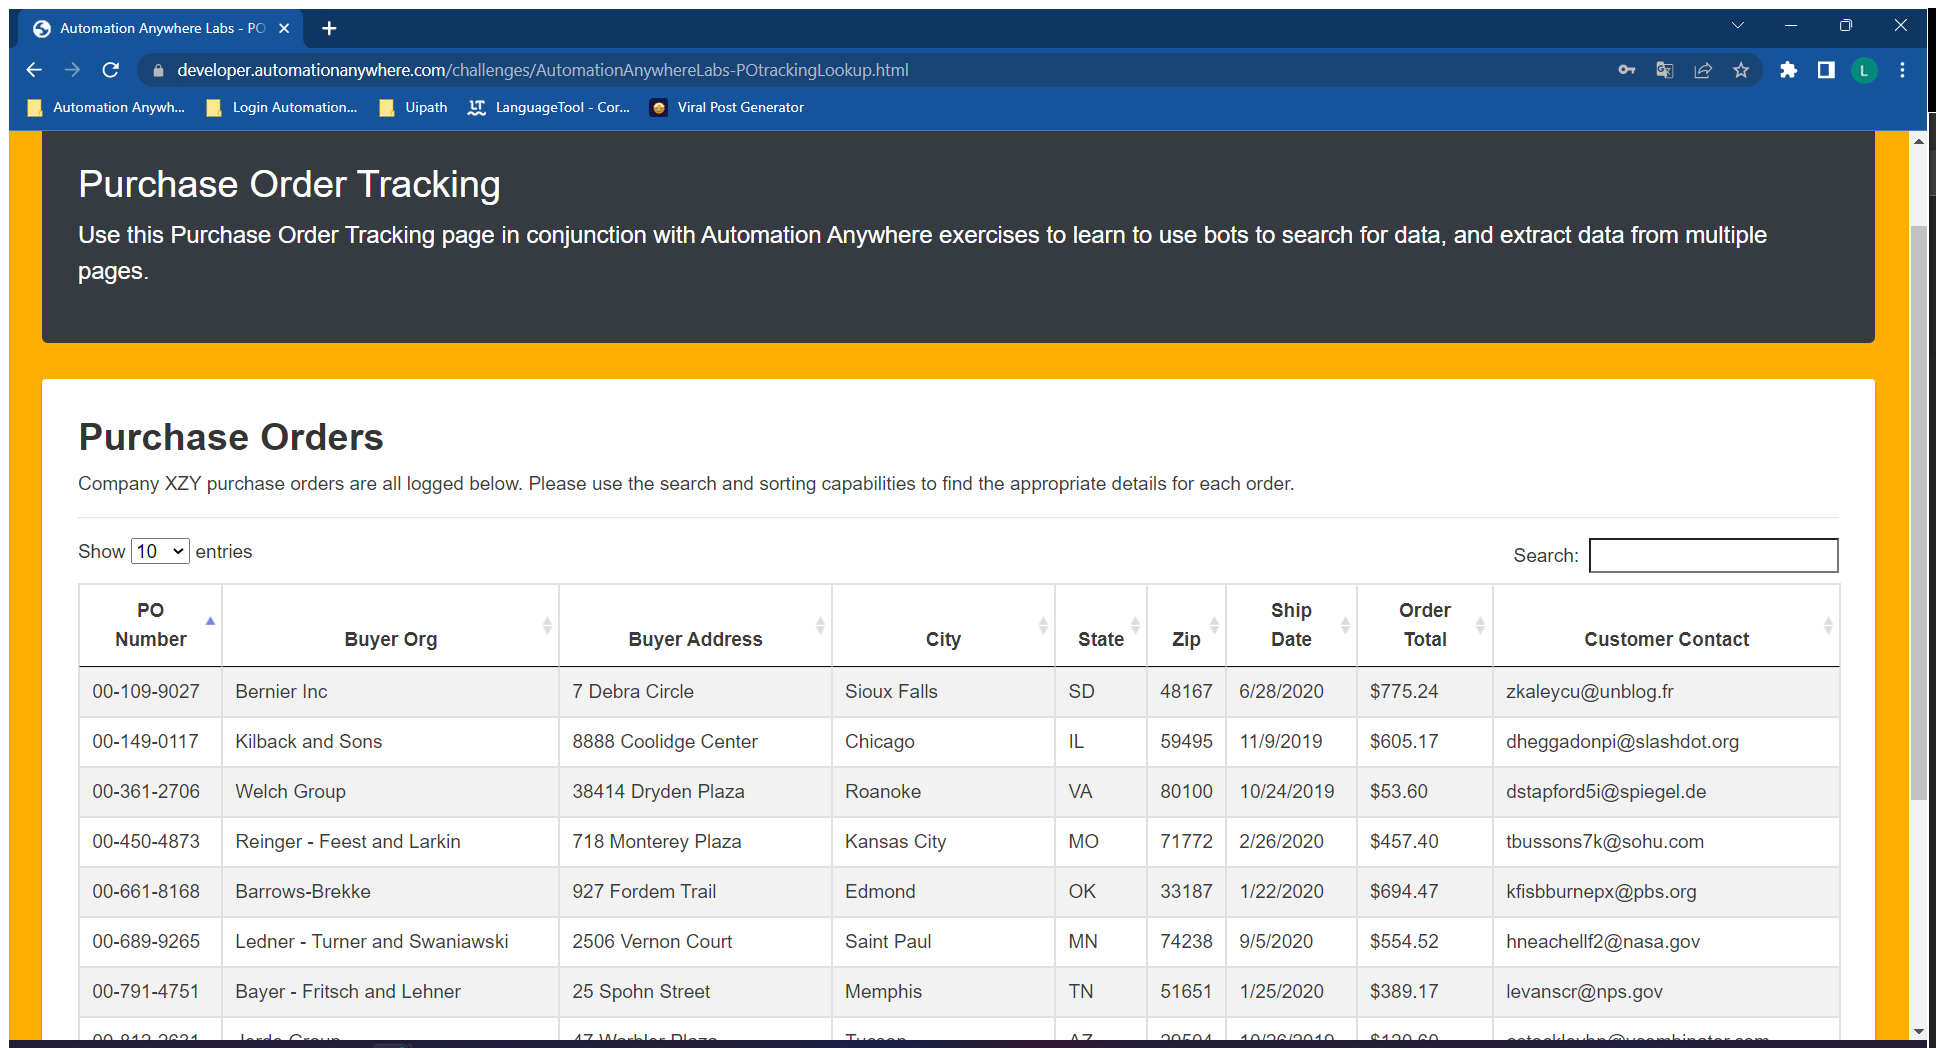 Automation Anywhere Labs - PO
developer.automationanywhere.com/challenges/AutomationAnywhereLabs-POtrackingLookup.html
L
Automation Anywh... Login Automation... Uipath LT LanguageTool - Cor... Viral Post Generator
Purchase Order Tracking
Use this Purchase Order Tracking page in conjunction with Automation Anywhere exercises to learn to use bots to search for data, and extract data from multiple
pages.
Purchase Orders
Company XZY purchase orders are all logged below. Please use the search and sorting capabilities to find the appropriate details for each order.
Show 10 entries Search:
PO Number Buyer Org Buyer Address City State Zip Ship Date Order Total Customer Contact
00-109-9027 Bernier Inc 7 Debra Circle Sioux Falls SD 48167 6/28/2020 $775.24 zkaleycu@unblog.fr
00-149-0117 Kilback and Sons 8888 Coolidge Center Chicago IL 59495 11/9/2019 $605.17 dheggadonpi@slashdot.org
00-361-2706 Welch Group 38414 Dryden Plaza Roanoke VA 80100 10/24/2019 $53.60 dstapford5i@spiegel.de
00-450-4873 Reinger - Feest and Larkin 718 Monterey Plaza Kansas City MO 71772 2/26/2020 $457.40 tbussons7k@sohu.com
00-661-8168 Barrows-Brekke 927 Fordem Trail Edmond OK 33187 1/22/2020 $694.47 kfisbburnepx@pbs.org
00-689-9265 Ledner - Turner and Swaniawski 2506 Vernon Court Saint Paul MN 74238 9/5/2020 $554.52 hneachellf2@nasa.gov
00-791-4751 Bayer - Fritsch and Lehner 25 Spohn Street Memphis TN 51651 1/25/2020 $389.17 levanscr@nps.gov